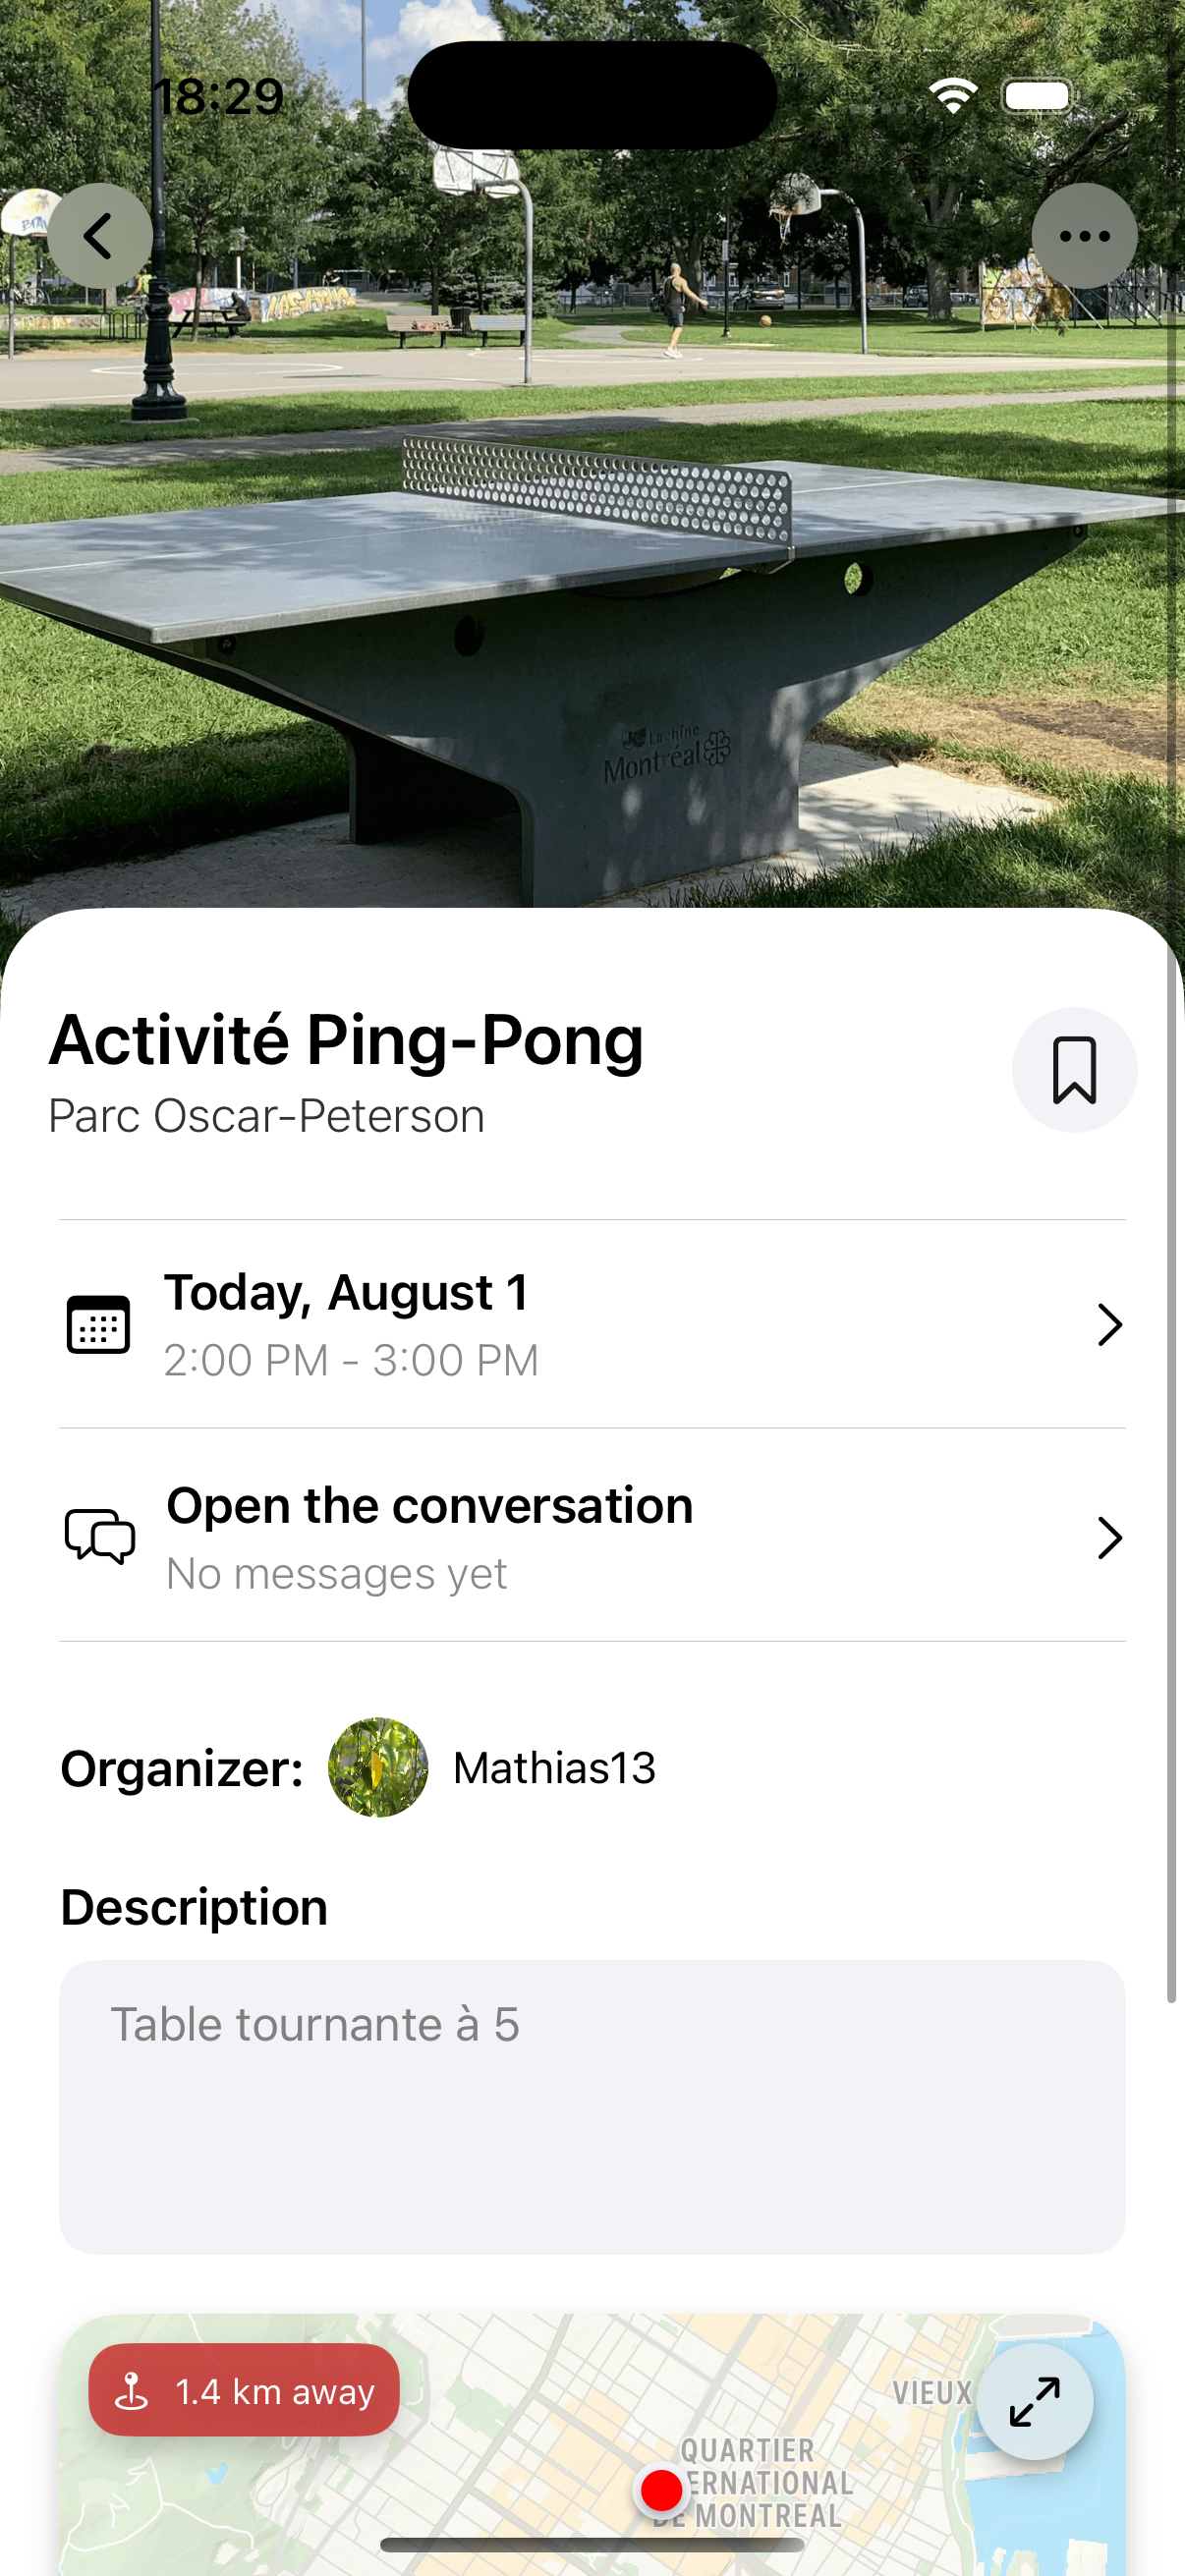 18:29
Lachine
Montréal
Activité Ping-Pong
Parc Oscar-Peterson
Today, August 1
2:00 PM - 3:00 PM
Open the conversation
No messages yet
Organizer: Mathias13
Description
Table tournante à 5
1.4 km away
VIEUX
QUARTIER
ERNATIONAL
DE MONTREAL